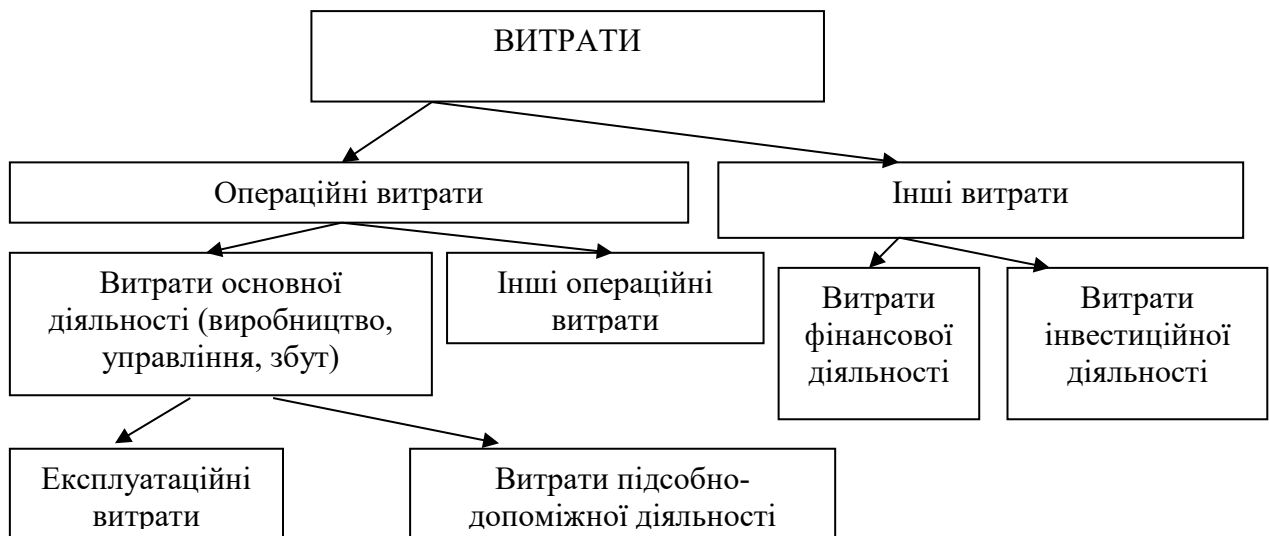 ВИТРАТИ
Операційні витрати
Інші витрати
Витрати основної
діяльності (виробництво,
управління, збут)
Інші операційні
витрати
Витрати
фінансової
діяльності
Витрати
інвестиційної
діяльності
Експлуатаційні
витрати
Витрати підсобно-
допоміжної діяльності